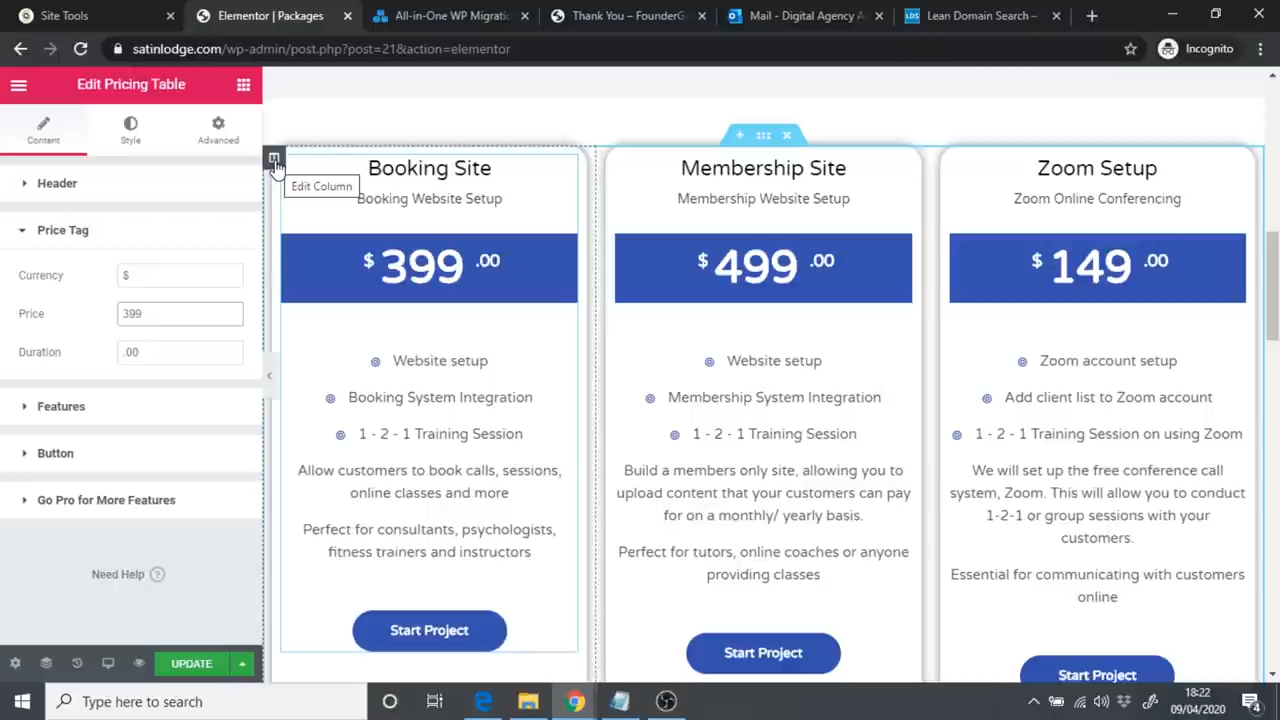 Site Tools
Elementor | Packages
All-in-One WP Migratio
Thank You – FounderG
Mail - Digital Agency A
Lean Domain Search –
satinlodge.com/wp-admin/post.php?post=21&action=elementor
Incognito
Edit Pricing Table
Content
Style
Advanced
Header
Price Tag
Currency
$
Price
399
Duration
.00
Features
Button
Go Pro for More Features
Need Help ?
UPDATE
Edit Column
Booking Site
Booking Website Setup
$ 399 .00
Website setup
Booking System Integration
1 - 2 - 1 Training Session
Allow customers to book calls, sessions,
online classes and more
Perfect for consultants, psychologists,
fitness trainers and instructors
Start Project
Membership Site
Membership Website Setup
$ 499 .00
Website setup
Membership System Integration
1 - 2 - 1 Training Session
Build a members only site, allowing you to
upload content that your customers can pay
for on a monthly/ yearly basis.
Perfect for tutors, online coaches or anyone
providing classes
Start Project
Zoom Setup
Zoom Online Conferencing
$ 149 .00
Zoom account setup
Add client list to Zoom account
1 - 2 - 1 Training Session on using Zoom
We will set up the free conference call
system, Zoom. This will allow you to conduct
1-2-1 or group sessions with your
customers.
Essential for communicating with customers
online
Start Project
Type here to search
18:22
09/04/2020
4